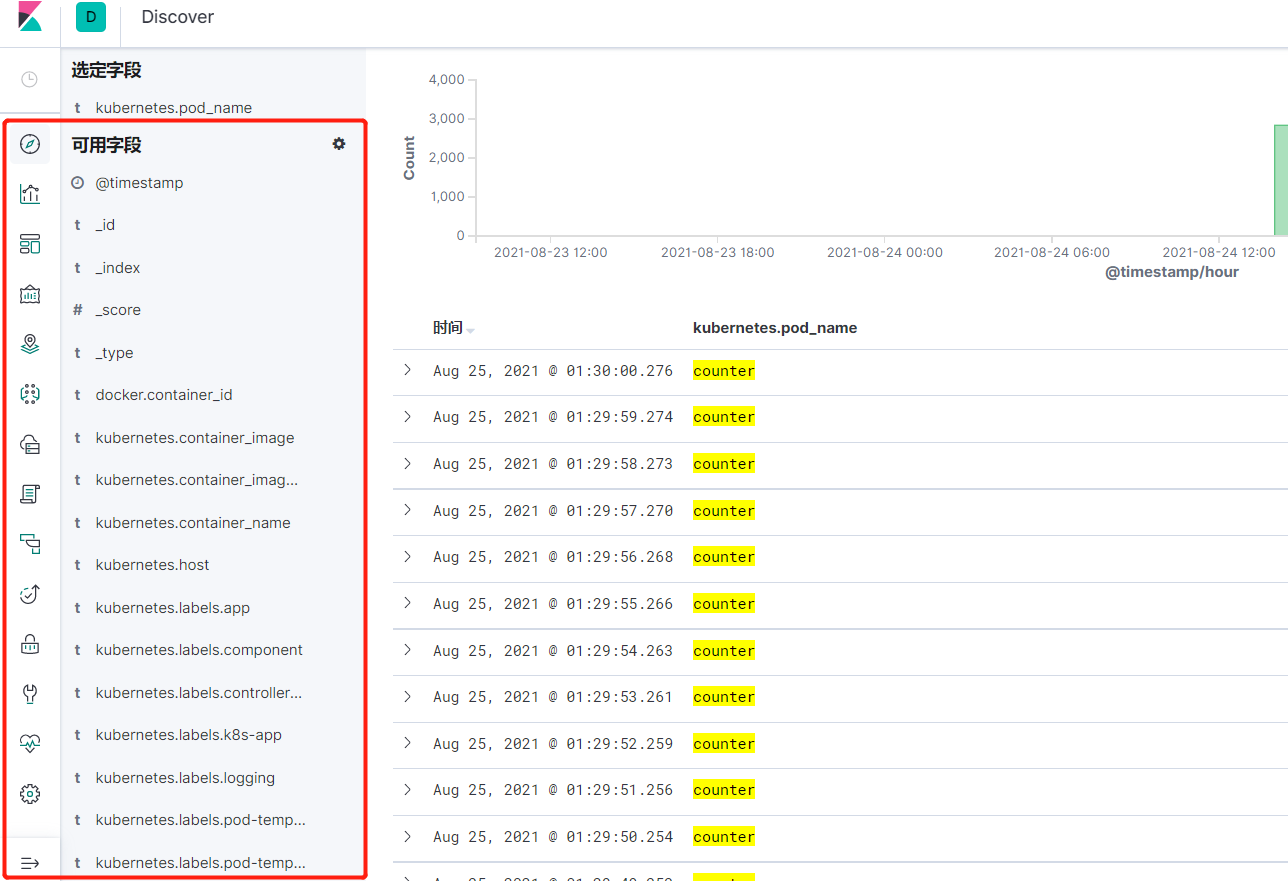 D
Discover
选定字段
t kubernetes.pod_name
可用字段
@timestamp
t _id
t _index
# _score
t _type
t docker.container_id
t kubernetes.container_image
t kubernetes.container_imag...
t kubernetes.container_name
t kubernetes.host
t kubernetes.labels.app
t kubernetes.labels.component
t kubernetes.labels.controller...
t kubernetes.labels.k8s-app
t kubernetes.labels.logging
t kubernetes.labels.pod-temp...
t kubernetes.labels.pod-temp...
4,000
3,000
2,000
1,000
0
Count
2021-08-23 12:00 2021-08-23 18:00 2021-08-24 00:00 2021-08-24 06:00 2021-08-24 12:00
@timestamp/hour
时间 kubernetes.pod_name
Aug 25, 2021 @ 01:30:00.276 counter
Aug 25, 2021 @ 01:29:59.274 counter
Aug 25, 2021 @ 01:29:58.273 counter
Aug 25, 2021 @ 01:29:57.270 counter
Aug 25, 2021 @ 01:29:56.268 counter
Aug 25, 2021 @ 01:29:55.266 counter
Aug 25, 2021 @ 01:29:54.263 counter
Aug 25, 2021 @ 01:29:53.261 counter
Aug 25, 2021 @ 01:29:52.259 counter
Aug 25, 2021 @ 01:29:51.256 counter
Aug 25, 2021 @ 01:29:50.254 counter